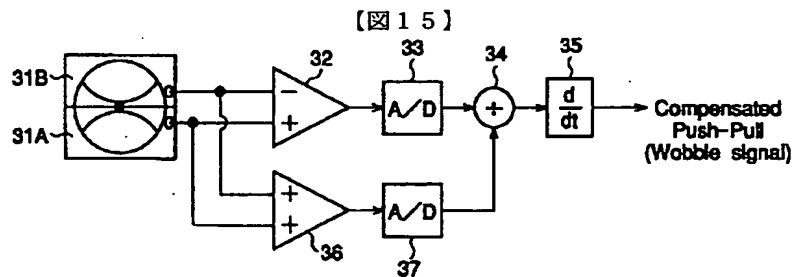 【図15】
31B
31A
32
−
+
33
A/D
34
+
35
d
dt
Compensated
Push-Pull
(Wobble signal)
+
+
36
A/D
37